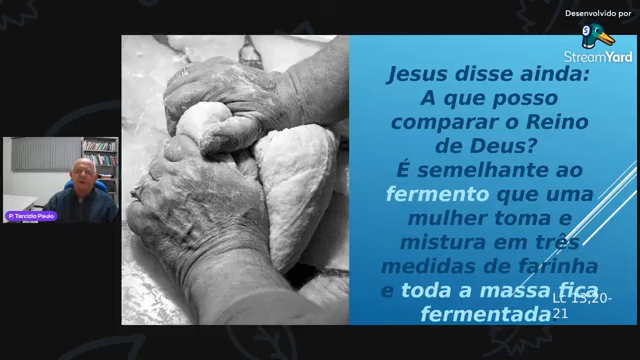 Desenvolvido por
StreamYard
Jesus disse ainda:
A que posso
comparar o Reino
de Deus?
É semelhante ao
fermento que uma
mulher toma e
mistura em três
medidas de farinha
e toda a massa fica
fermentada
Lc 13,20-
21
P. Tarcizio Paulo